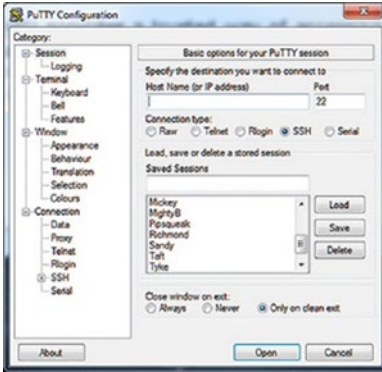 PuTTY Configuration
Category:
Session
Logging
Terminal
Keyboard
Bell
Features
Window
Appearance
Behaviour
Translation
Selection
Colours
Connection
Data
Proxy
Telnet
Rlogin
SSH
Serial
Basic options for your PuTTY session
Specify the destination you want to connect to
Host Name (or IP address) Port
22
Connection type:
Raw Telnet Rlogin SSH Serial
Load, save or delete a stored session
Saved Sessions
Mickey
MightyB
Pipsqueak
Richmond
Sandy
Taft
Tyke
Load
Save
Delete
Close window on exit:
Always Never Only on clean exit
About Open Cancel